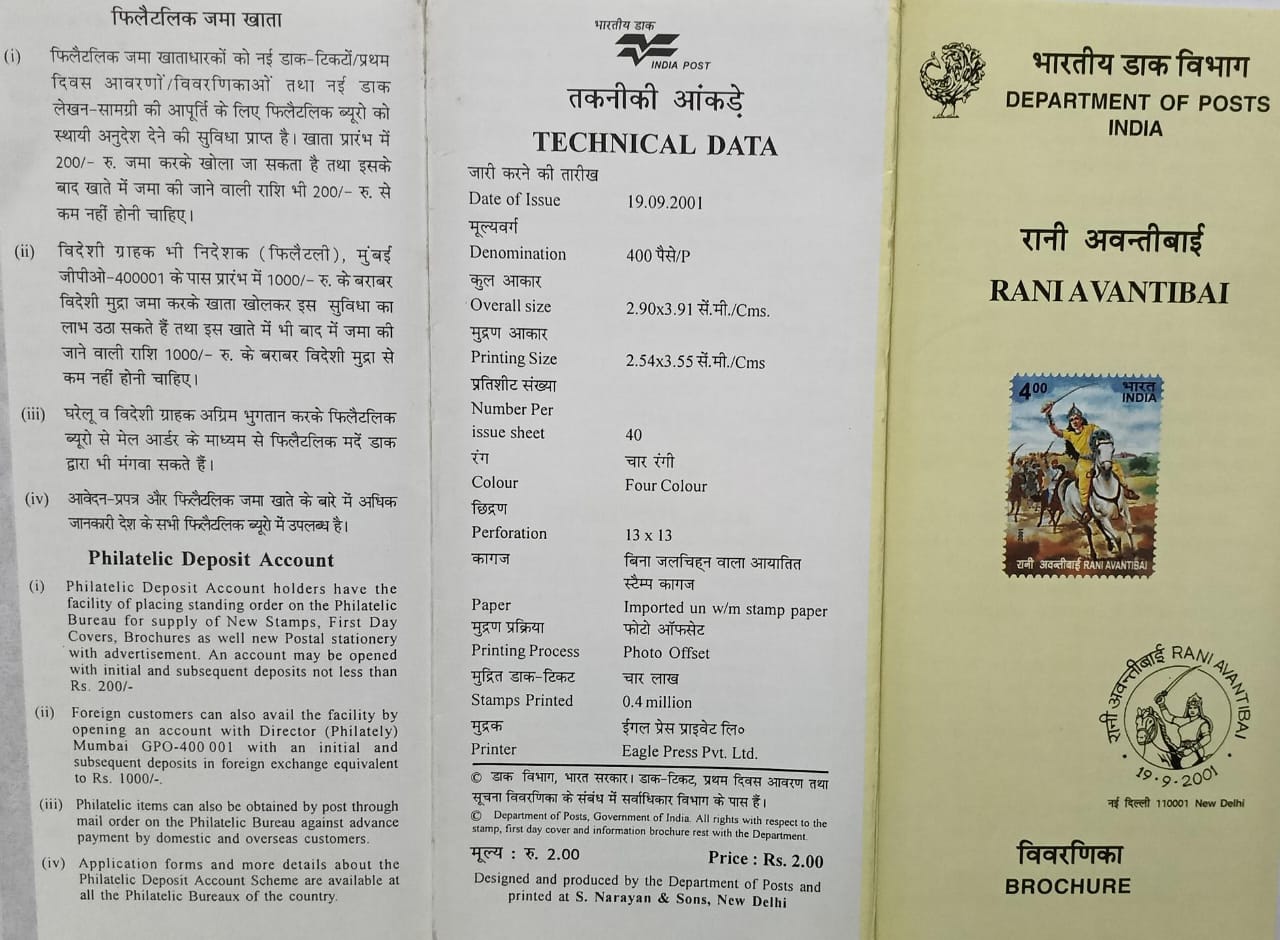 फिलैटलिक जमा खाता
(i) फिलैटलिक जमा खाताधारकों को नई डाक-टिकटों/प्रथम
दिवस आवरणों/विवरणिकाओं तथा नई डाक
लेखन-सामग्री की आपूर्ति के लिए फिलैटलिक ब्यूरो को
स्थायी अनुदेश देने की सुविधा प्राप्त है। खाता प्रारंभ में
200/- रु. जमा करके खोला जा सकता है तथा इसके
बाद खाते में जमा की जाने वाली राशि भी 200/- रु. से
कम नहीं होनी चाहिए।
(ii) विदेशी ग्राहक भी निदेशक (फिलैटली), मुंबई
जीपीओ-400001 के पास प्रारंभ में 1000/- रु. के बराबर
विदेशी मुद्रा जमा करके खाता खोलकर इस सुविधा का
लाभ उठा सकते हैं तथा इस खाते में भी बाद में जमा की
जाने वाली राशि 1000/- रु. के बराबर विदेशी मुद्रा से
कम नहीं होनी चाहिए।
(iii) घरेलू व विदेशी ग्राहक अग्रिम भुगतान करके फिलैटलिक
ब्यूरो से मेल आर्डर के माध्यम से फिलैटलिक मदें डाक
द्वारा भी मंगवा सकते हैं।
(iv) आवेदन-प्रपत्र और फिलैटलिक जमा खाते के बारे में अधिक
जानकारी देश के सभी फिलैटलिक ब्यूरो में उपलब्ध है।
Philatelic Deposit Account
(i) Philatelic Deposit Account holders have the
facility of placing standing order on the Philatelic
Bureau for supply of New Stamps, First Day
Covers, Brochures as well new Postal stationery
with advertisement. An account may be opened
with initial and subsequent deposits not less than
Rs. 200/-
(ii) Foreign customers can also avail the facility by
opening an account with Director (Philately)
Mumbai GPO-400 001 with an initial and
subsequent deposits in foreign exchange equivalent
to Rs. 1000/-.
(iii) Philatelic items can also be obtained by post through
mail order on the Philatelic Bureau against advance
payment by domestic and overseas customers.
(iv) Application forms and more details about the
Philatelic Deposit Account Scheme are available at
all the Philatelic Bureaux of the country.
भारतीय डाक
INDIA POST
तकनीकी आंकड़े
TECHNICAL DATA
जारी करने की तारीख
Date of Issue 19.09.2001
मूल्यवर्ग
Denomination 400 पैसे/P
कुल आकार
Overall size 2.90x3.91 सें.मी./Cms.
मुद्रण आकार
Printing Size 2.54x3.55 सें.मी./Cms
प्रतिशीट संख्या
Number Per
issue sheet 40
रंग चार रंगी
Colour Four Colour
छिद्रण
Perforation 13 x 13
कागज बिना जलचिह्न वाला आयातित
स्टैम्प कागज
Paper Imported un w/m stamp paper
मुद्रण प्रक्रिया फोटो ऑफसेट
Printing Process Photo Offset
मुद्रित डाक-टिकट चार लाख
Stamps Printed 0.4 million
मुद्रक ईगल प्रेस प्राइवेट लि०
Printer Eagle Press Pvt. Ltd.
© डाक विभाग, भारत सरकार। डाक-टिकट, प्रथम दिवस आवरण तथा
सूचना विवरणिका के संबंध में सर्वाधिकार विभाग के पास हैं।
© Department of Posts, Government of India. All rights with respect to the
stamp, first day cover and information brochure rest with the Department.
मूल्य : रु. 2.00 Price : Rs. 2.00
Designed and produced by the Department of Posts and
printed at S. Narayan & Sons, New Delhi
भारतीय डाक विभाग
DEPARTMENT OF POSTS
INDIA
रानी अवन्तीबाई
RANI AVANTIBAI
4.00 भारत
INDIA
2001
रानी अवन्तीबाई RANI AVANTIBAI
रानी अवन्तीबाई RANI AVANTIBAI
19.9.2001
नई दिल्ली 110001 New Delhi
विवरणिका
BROCHURE